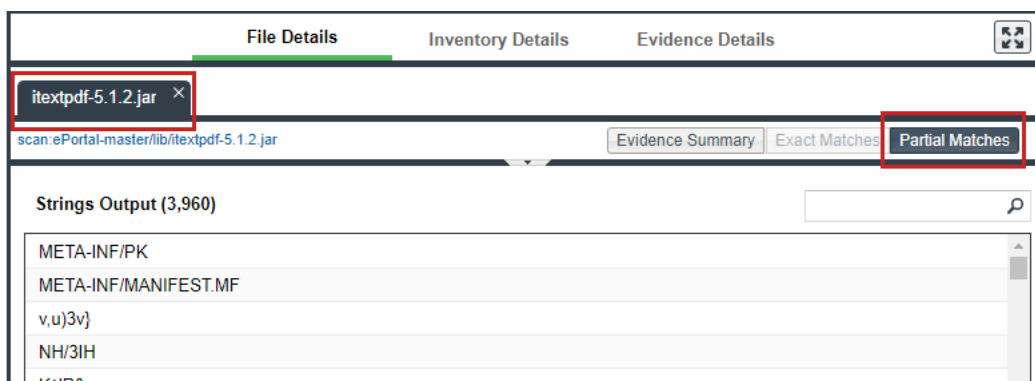 File Details Inventory Details Evidence Details
itextpdf-5.1.2.jar ×
scan:ePortal-master/lib/itextpdf-5.1.2.jar Evidence Summary Exact Matches Partial Matches
Strings Output (3,960)
META-INF/PK
META-INF/MANIFEST.MF
v,u)3v}
NH/3IH